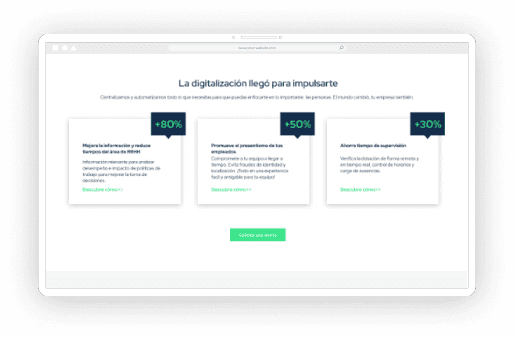 La digitalización llegó para impulsarte
Centralizamos y automatizamos todo lo que necesitas para que puedas enfocarte en lo importante: las personas. El mundo cambió, tu empresa también.
+80%
Mejora la información y reduce
tiempos del área de RRHH
Información relevante para analizar
desempeño e impacto de políticas de
trabajo para mejorar la toma de
decisiones.
Descubre cómo >>
+50%
Promueve el presentismo de tus
empleados
Compromete a tu equipo a llegar a
tiempo. Evita fraudes de identidad y
localización. ¡Todo en una experiencia
fácil y amigable para tu equipo!
Descubre cómo >>
+30%
Ahorra tiempo de supervisión
Verifica la dotación de forma remota y
en tiempo real, control de horarios y
carga de ausencias.
Descubre cómo >>